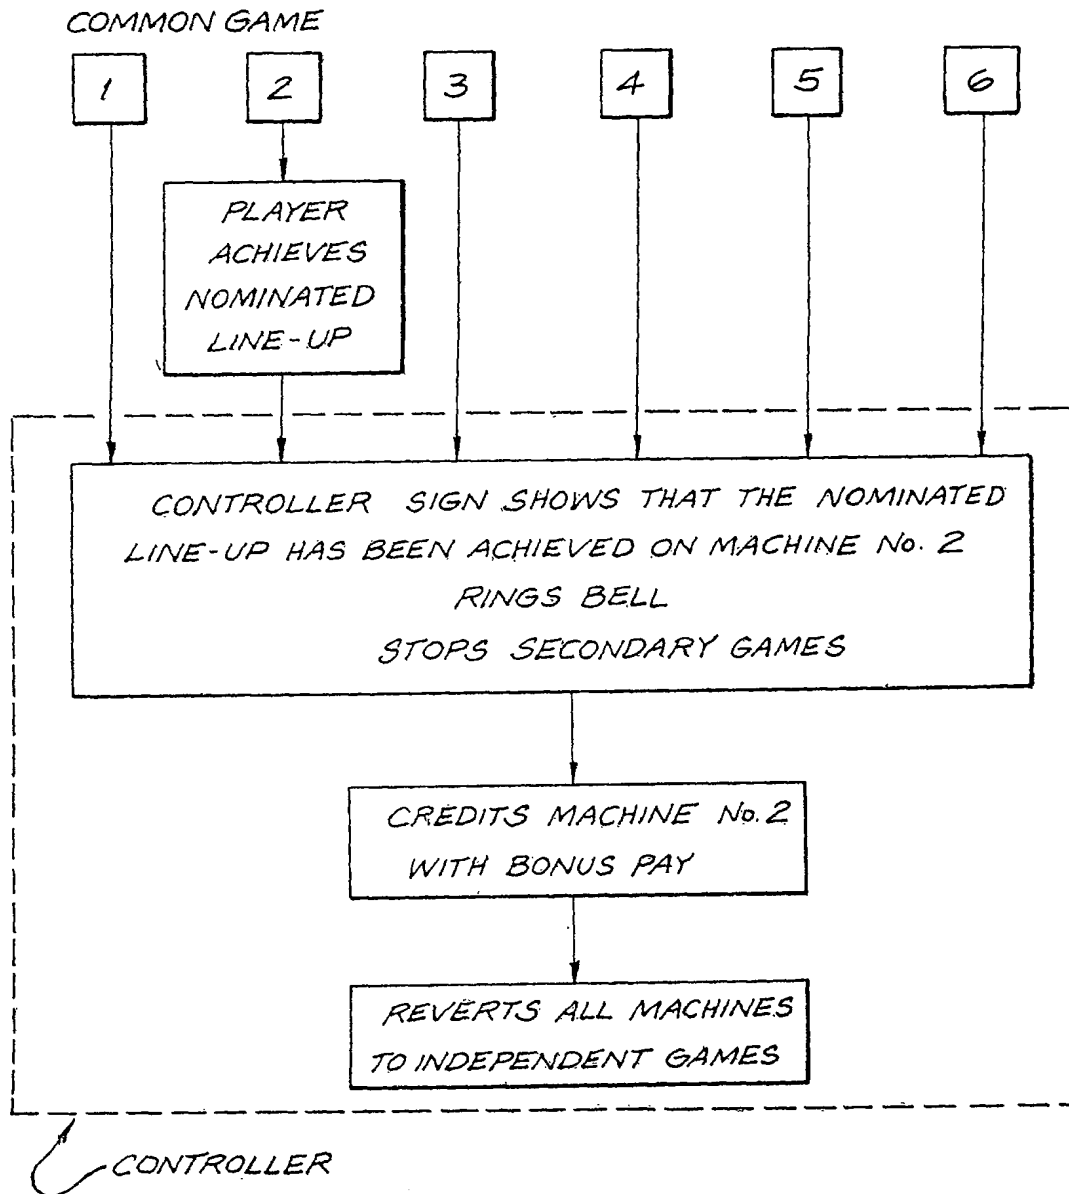 COMMON GAME
1 2 3 4 5 6
PLAYER
ACHIEVES
NOMINATED
LINE-UP
CONTROLLER SIGN SHOWS THAT THE NOMINATED
LINE-UP HAS BEEN ACHIEVED ON MACHINE No. 2
RINGS BELL
STOPS SECONDARY GAMES
CREDITS MACHINE No. 2
WITH BONUS PAY
REVERTS ALL MACHINES
TO INDEPENDENT GAMES
CONTROLLER